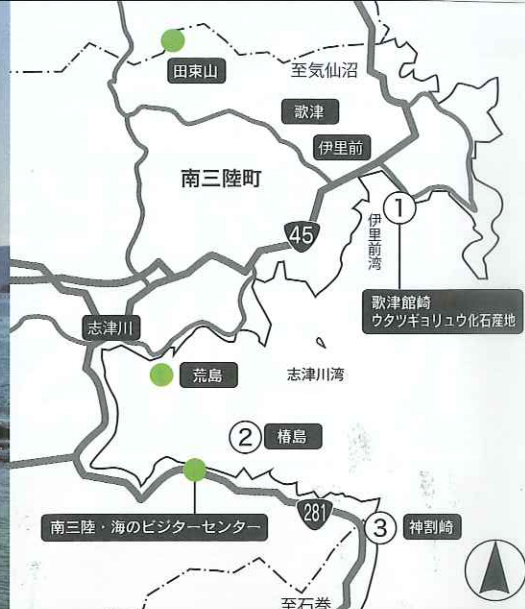 田束山
至気仙沼
歌津
伊里前
南三陸町
①
45
伊里前湾
歌津館崎
ウタツギョリュウ化石産地
志津川
荒島
志津川湾
②
椿島
南三陸・海のビジターセンター
281
③
神割崎
至石巻